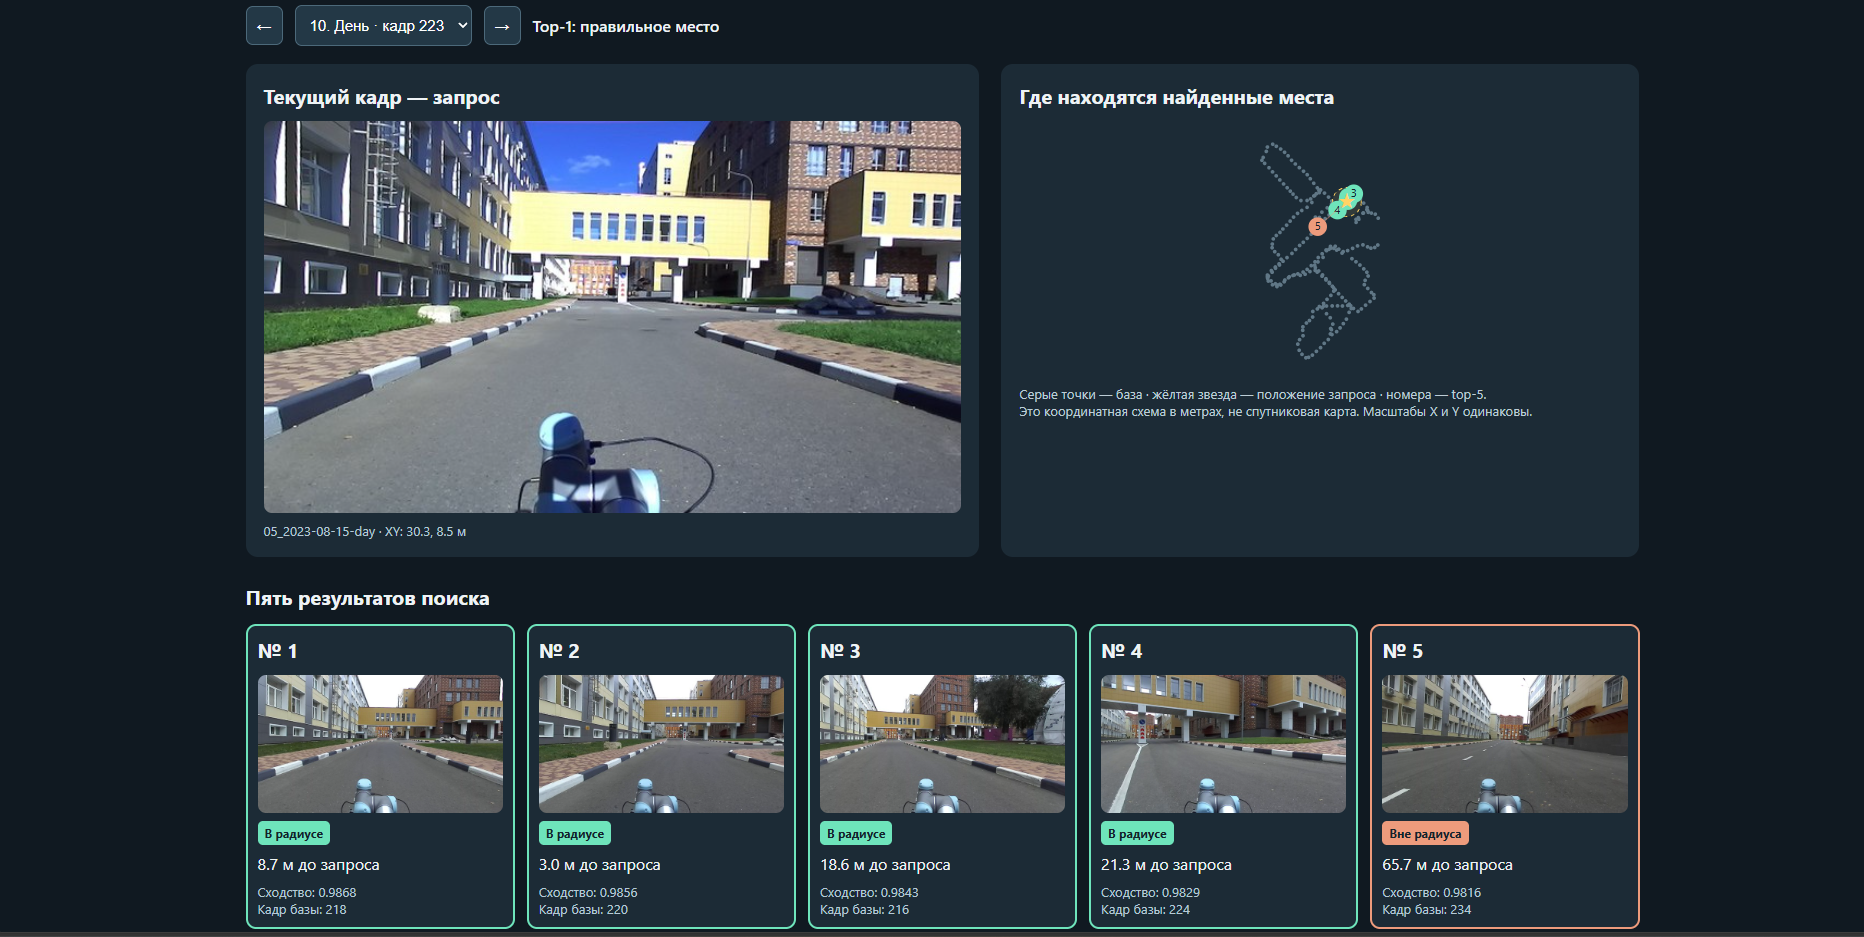 ←
10. День · кадр 223
→
Top-1: правильное место
Текущий кадр — запрос
05_2023-08-15-day · XY: 30.3, 8.5 м
Где находятся найденные места
3
4
5
Серые точки — база · жёлтая звезда — положение запроса · номера — top-5.
Это координатная схема в метрах, не спутниковая карта. Масштабы X и Y одинаковы.
Пять результатов поиска
№ 1
В радиусе
8.7 м до запроса
Сходство: 0.9868
Кадр базы: 218
№ 2
В радиусе
3.0 м до запроса
Сходство: 0.9856
Кадр базы: 220
№ 3
В радиусе
18.6 м до запроса
Сходство: 0.9843
Кадр базы: 216
№ 4
В радиусе
21.3 м до запроса
Сходство: 0.9829
Кадр базы: 224
№ 5
Вне радиуса
65.7 м до запроса
Сходство: 0.9816
Кадр базы: 234